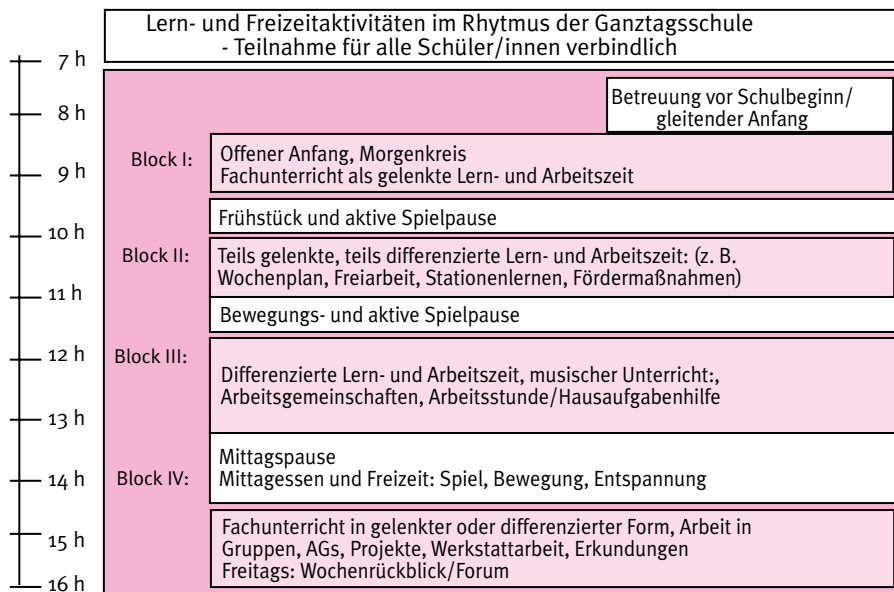 Lern- und Freizeitaktivitäten im Rhytmus der Ganztagsschule
- Teilnahme für alle Schüler/innen verbindlich
7 h
Betreuung vor Schulbeginn/
gleitender Anfang
8 h
Block I:
Offener Anfang, Morgenkreis
Fachunterricht als gelenkte Lern- und Arbeitszeit
9 h
Frühstück und aktive Spielpause
10 h
Block II:
Teils gelenkte, teils differenzierte Lern- und Arbeitszeit: (z. B.
Wochenplan, Freiarbeit, Stationenlernen, Fördermaßnahmen)
11 h
Bewegungs- und aktive Spielpause
12 h
Block III:
Differenzierte Lern- und Arbeitszeit, musischer Unterricht:,
Arbeitsgemeinschaften, Arbeitsstunde/Hausaufgabenhilfe
13 h
Mittagspause
Mittagessen und Freizeit: Spiel, Bewegung, Entspannung
Block IV:
14 h
Fachunterricht in gelenkter oder differenzierter Form, Arbeit in
Gruppen, AGs, Projekte, Werkstattarbeit, Erkundungen
Freitags: Wochenrückblick/Forum
15 h
16 h